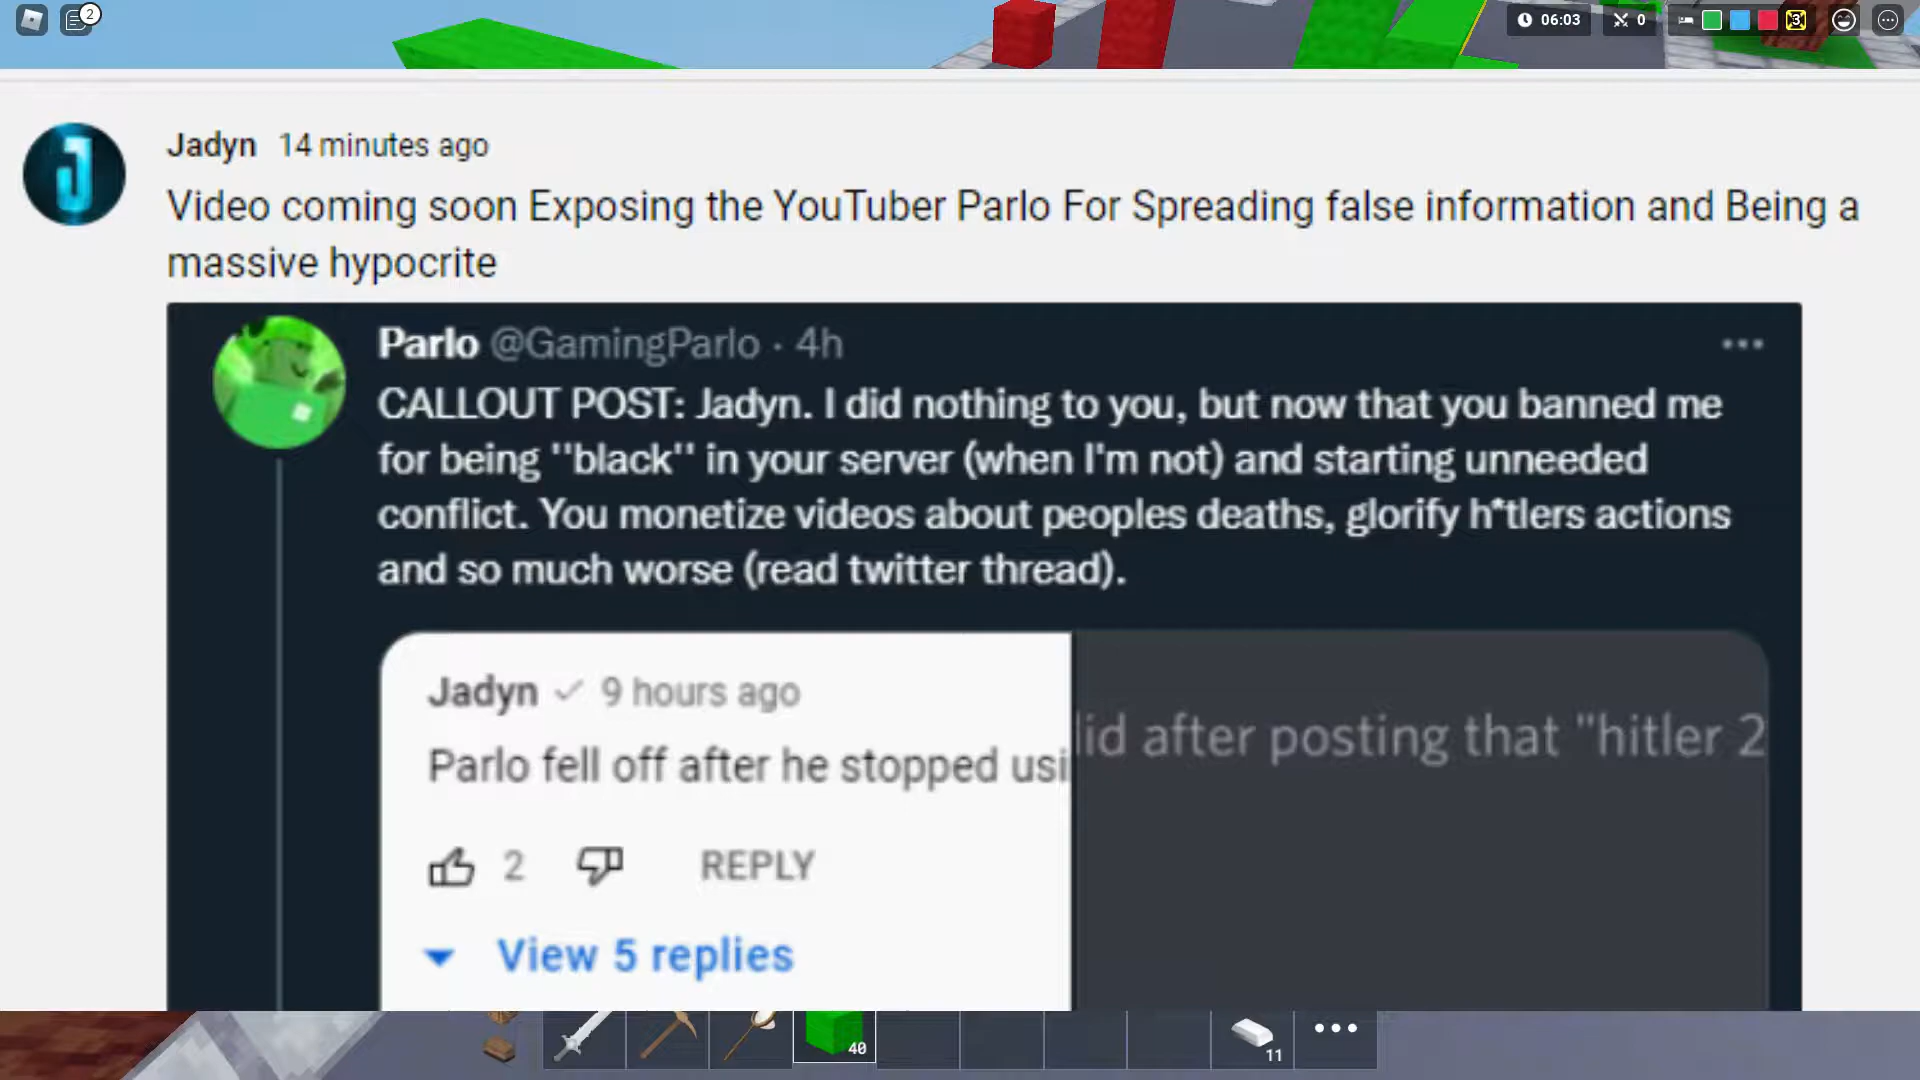 2
06:03
0
3
Jadyn 14 minutes ago
Video coming soon Exposing the YouTuber Parlo For Spreading false information and Being a
massive hypocrite
Parlo @GamingParlo · 4h
CALLOUT POST: Jadyn. I did nothing to you, but now that you banned me
for being "black" in your server (when I'm not) and starting unneeded
conflict. You monetize videos about peoples deaths, glorify h*tlers actions
and so much worse (read twitter thread).
Jadyn 9 hours ago
Parlo fell off after he stopped usi
lid after posting that "hitler 2
2 REPLY
View 5 replies
40
11